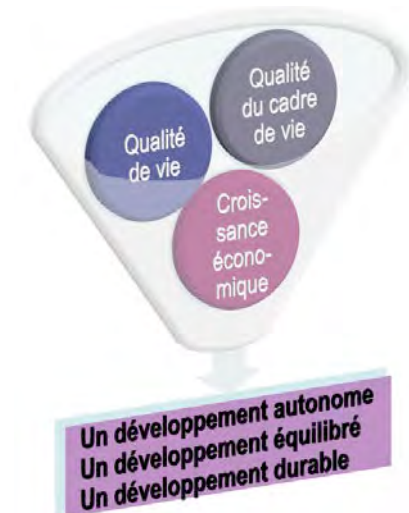 Qualité
du cadre
de vie
Qualité
de vie
Crois-
sance
écono-
mique
Un développement autonome
Un développement équilibré
Un développement durable